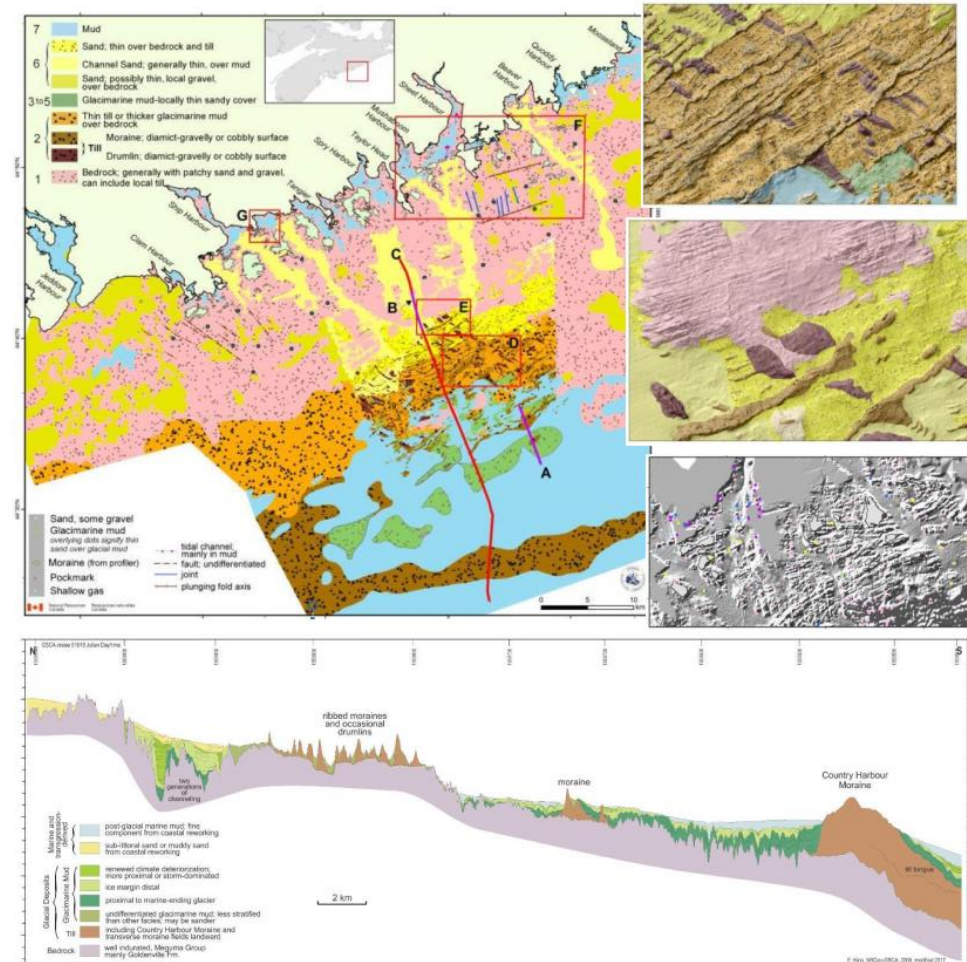 7 Mud
Sand; thin over bedrock and till
6 Channel Sand; generally thin, over mud
Sand; possibly thin, local gravel,
over bedrock
3 to 5 Glacimarine mud-locally thin sandy cover
Thin till or thicker glacimarine mud
over bedrock
2 Moraine; diamict-gravelly or cobbly surface
Till
Drumlin; diamict-gravelly or cobbly surface
1 Bedrock; generally with patchy sand and gravel,
can include local till
Jeddore
Harbour
Clam Harbour
Ship Harbour
Tangier
Spry Harbour
Taylor Head
Mushaboom
Harbour
Sheet Harbour
Beaver
Harbour
Quoddy
Harbour
Mooseland
F
G
C
B
E
D
A
Sand, some gravel
Glacimarine mud
overlying dots signify thin
sand over glacial mud
Moraine (from profiler)
Pockmark
Shallow gas
tidal channel;
mainly in mud
fault; undifferentiated
joint
plunging fold axis
Natural Resources
Canada
Ressources naturelles
Canada
0 5 10
km
N
S
ribbed moraines
and occasional
drumlins
two
generations
of
channeling
moraine
Country Harbour
Moraine
till tongue
2 km
Marine and
transgression-
derived
post-glacial marine mud; fine
component from coastal reworking
sub-littoral sand or muddy sand
from coastal reworking
Glacial Deposits
Glacimarine Mud
renewed climate deterioration;
more proximal or storm-dominated
ice margin distal
proximal to marine-ending glacier
undifferentiated glacimarine mud; less stratified
than other facies, may be sandier
Till including Country Harbour Moraine and
transverse moraine fields landward
Bedrock well indurated, Meguma Group
mainly Goldenville Fm.